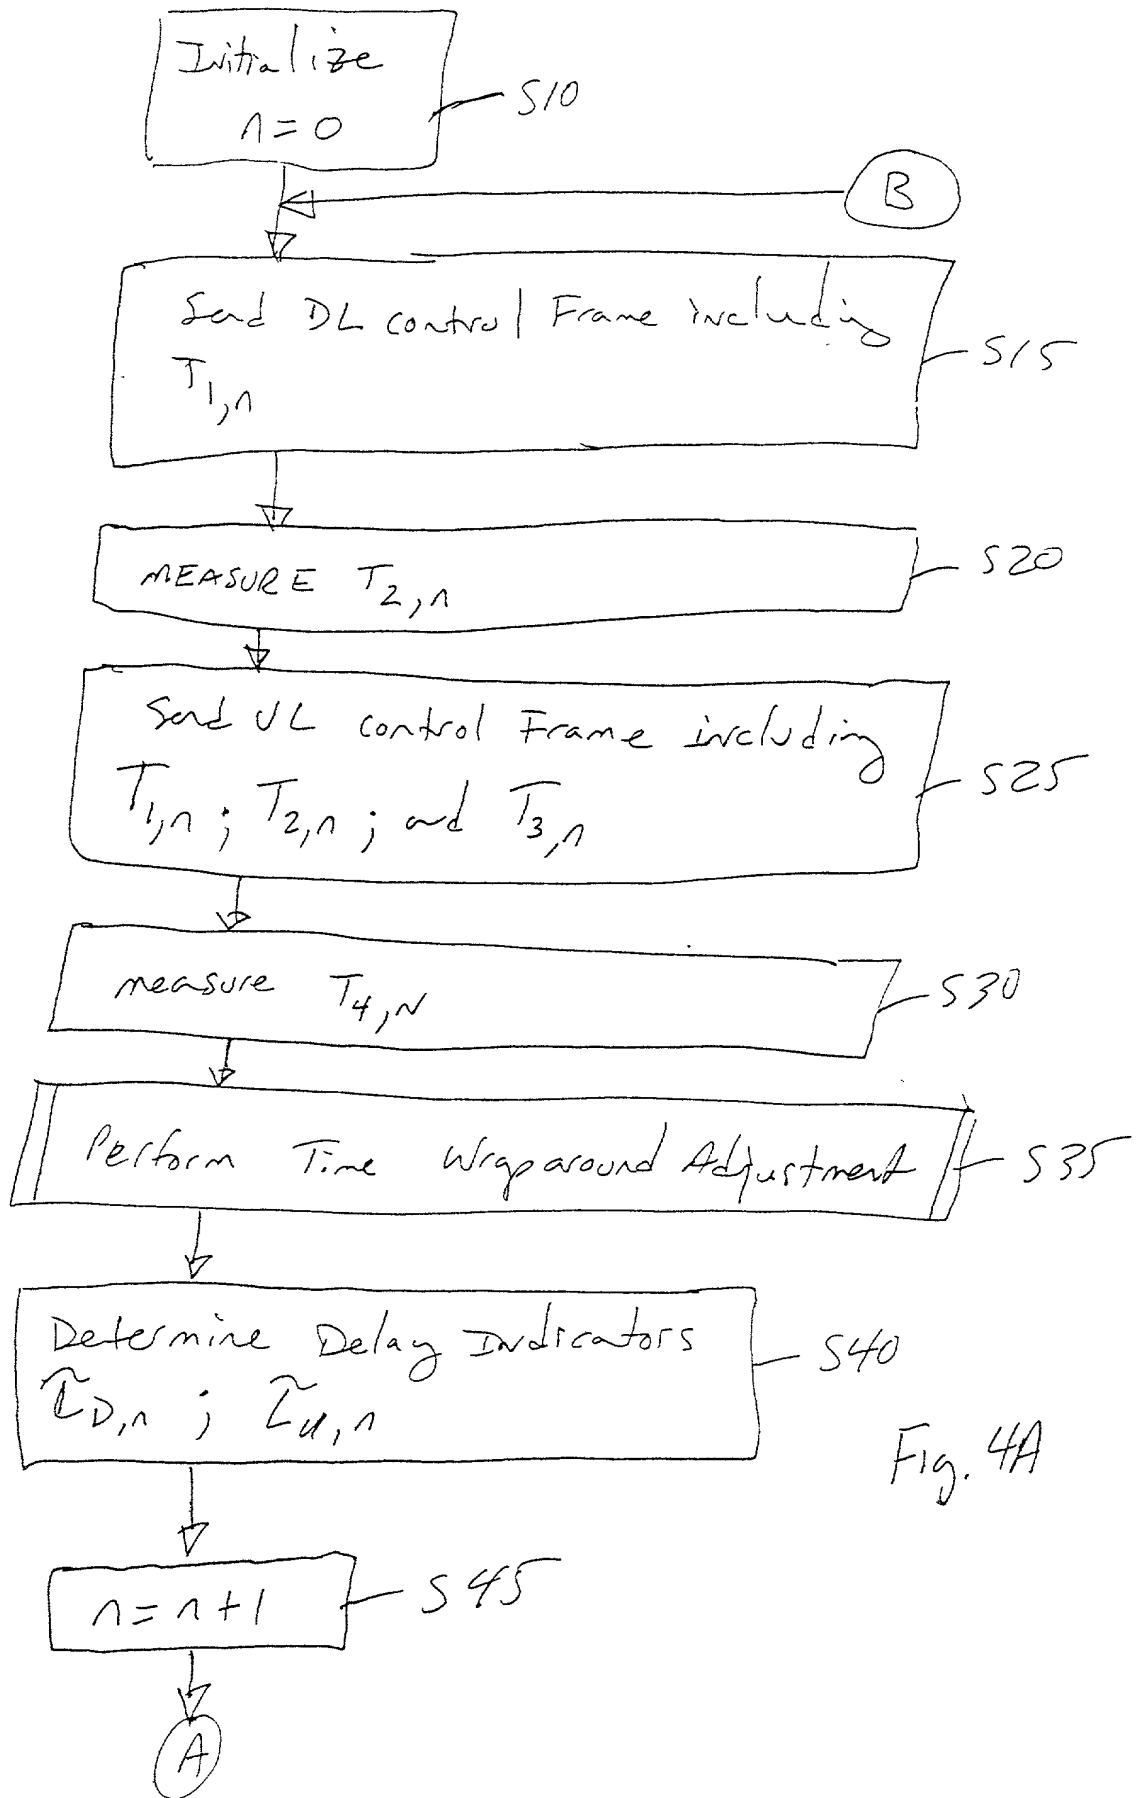 Initialize
n = 0
S10
B
Send DL control Frame including
T1,n
S15
MEASURE T2,n
S20
Send UL control Frame including
T1,n ; T2,n ; and T3,n
S25
measure T4,N
S30
Perform Time Wraparound Adjustment
S35
Determine Delay Indicators
τ̃D,n ; τ̃u,n
S40
Fig. 4A
n = n + 1
S45
A